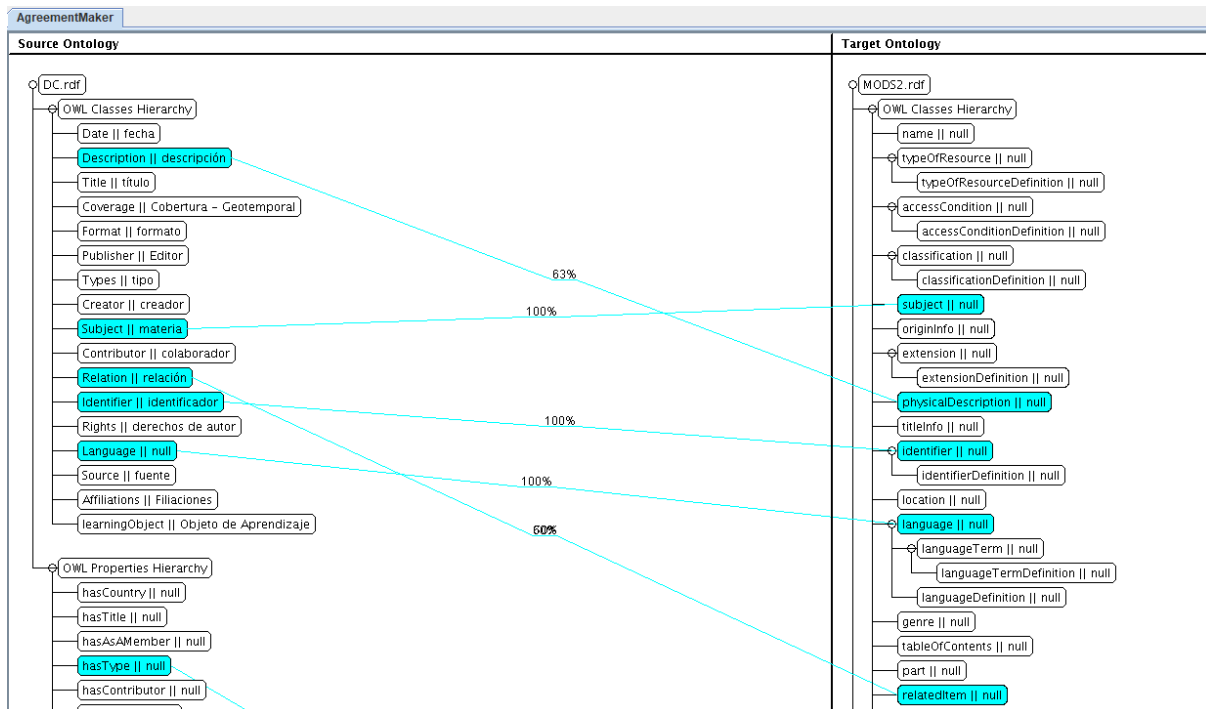 AgreementMaker
Source Ontology
DC.rdf
OWL Classes Hierarchy
Date || fecha
Description || descripción
Title || título
Coverage || Cobertura - Geotemporal
Format || formato
Publisher || Editor
Types || tipo
Creator || creador
Subject || materia
Contributor || colaborador
Relation || relación
Identifier || identificador
Rights || derechos de autor
Language || null
Source || fuente
Affiliations || Filiaciones
learningObject || Objeto de Aprendizaje
OWL Properties Hierarchy
hasCountry || null
hasTitle || null
hasAsAMember || null
hasType || null
hasContributor || null
63%
100%
100%
100%
Target Ontology
MODS2.rdf
OWL Classes Hierarchy
name || null
typeOfResource || null
typeOfResourceDefinition || null
accessCondition || null
accessConditionDefinition || null
classification || null
classificationDefinition || null
subject || null
originInfo || null
extension || null
extensionDefinition || null
physicalDescription || null
titleInfo || null
identifier || null
identifierDefinition || null
location || null
language || null
languageTerm || null
languageTermDefinition || null
languageDefinition || null
genre || null
tableOfContents || null
part || null
relatedItem || null